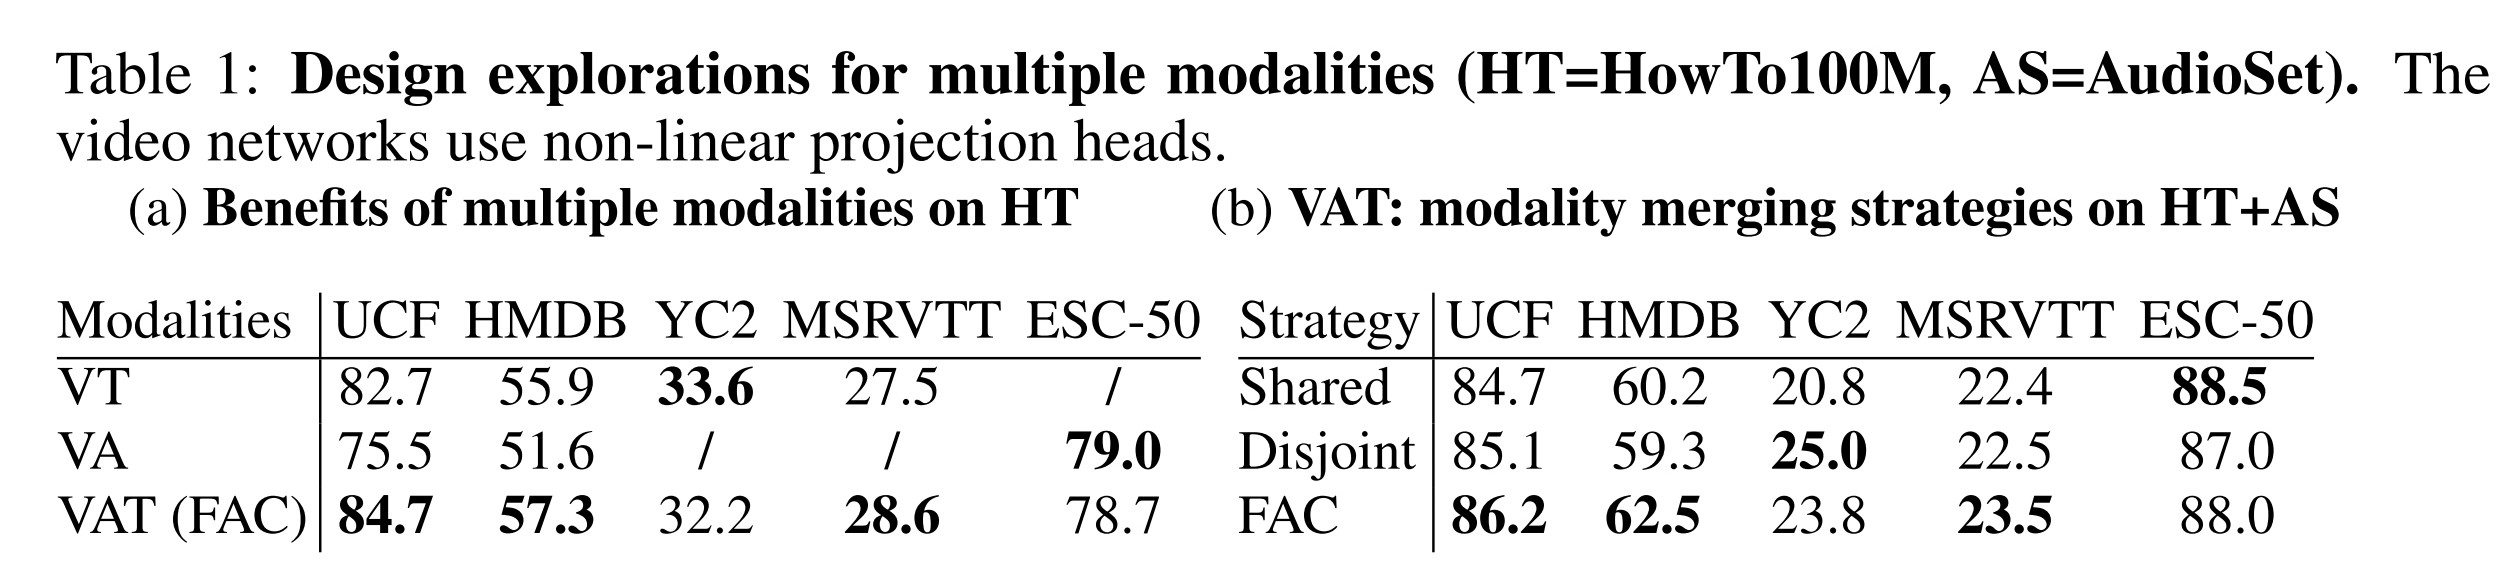 Table 1: Design explorations for multiple modalities (HT=HowTo100M, AS=AudioSet). The
video networks use non-linear projection heads.
(a) Benefits of multiple modalities on HT
Modalities UCF HMDB YC2 MSRVTT ESC-50
VT 82.7 55.9 33.6 27.5 /
VA 75.5 51.6 / / 79.0
VAT (FAC) 84.7 57.3 32.2 28.6 78.7
(b) VAT: modality merging strategies on HT+AS
Strategy UCF HMDB YC2 MSRVTT ESC-50
Shared 84.7 60.2 20.8 22.4 88.5
Disjoint 85.1 59.3 25.0 22.5 87.0
FAC 86.2 62.5 23.8 23.5 88.0